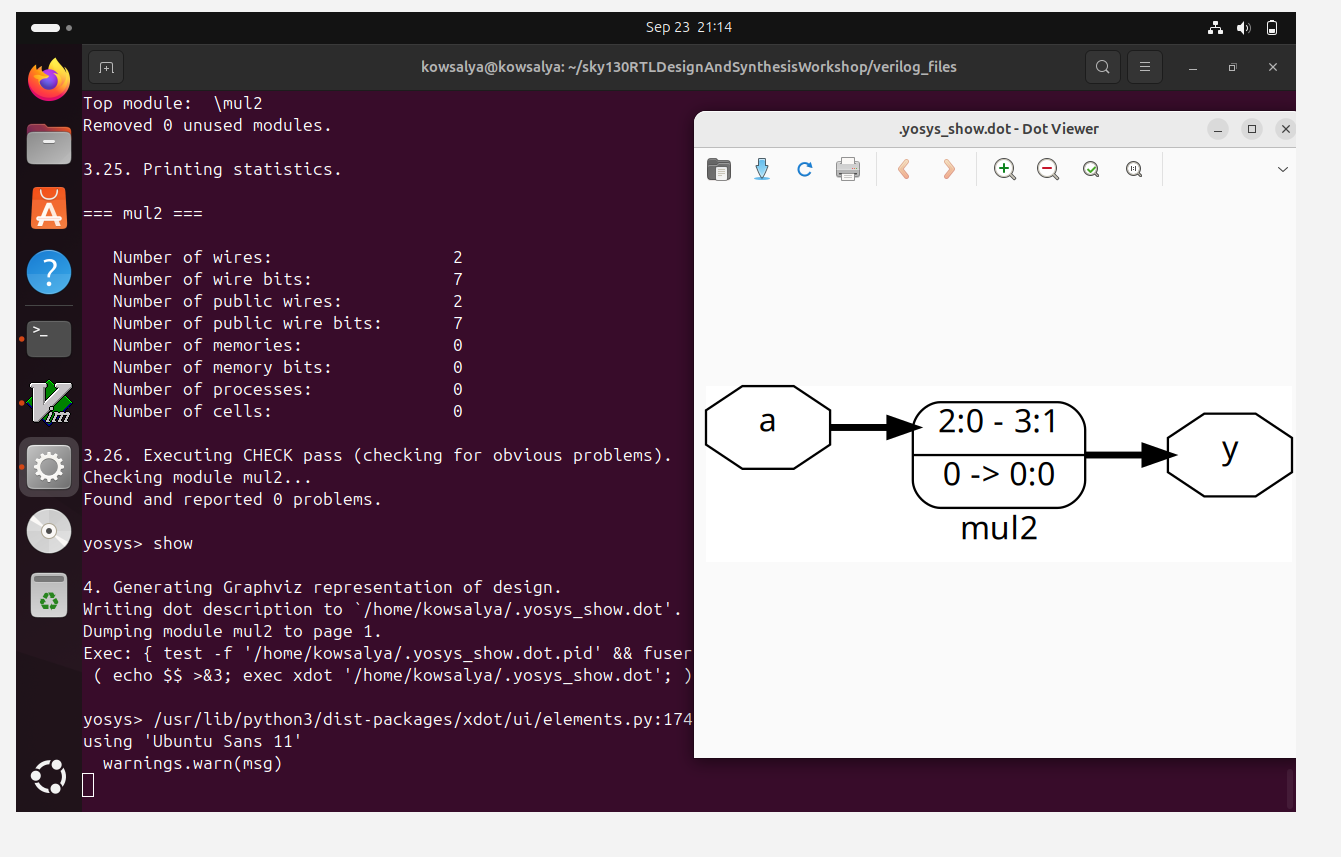 Sep 23 21:14
kowsalya@kowsalya: ~/sky130RTLDesignAndSynthesisWorkshop/verilog_files
Top module:  \mul2
Removed 0 unused modules.
3.25. Printing statistics.
=== mul2 ===
Number of wires: 2
Number of wire bits: 7
Number of public wires: 2
Number of public wire bits: 7
Number of memories: 0
Number of memory bits: 0
Number of processes: 0
Number of cells: 0
3.26. Executing CHECK pass (checking for obvious problems).
Checking module mul2...
Found and reported 0 problems.
yosys> show
4. Generating Graphviz representation of design.
Writing dot description to `/home/kowsalya/.yosys_show.dot'.
Dumping module mul2 to page 1.
Exec: { test -f '/home/kowsalya/.yosys_show.dot.pid' && fuser
( echo $$ >&3; exec xdot '/home/kowsalya/.yosys_show.dot'; )
yosys> /usr/lib/python3/dist-packages/xdot/ui/elements.py:174
using 'Ubuntu Sans 11'
warnings.warn(msg)
.yosys_show.dot - Dot Viewer
a
2:0 - 3:1
0 -> 0:0
mul2
y